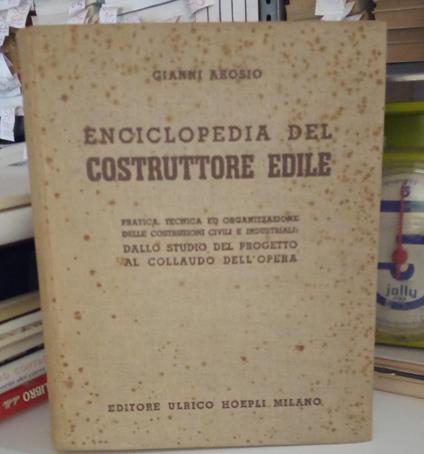 GIANNI AROSIO
ENCICLOPEDIA DEL
COSTRUTTORE EDILE
PRATICA, TECNICA ED ORGANIZZAZIONE
DELLE COSTRUZIONI CIVILI E INDUSTRIALI:
DALLO STUDIO DEL PROGETTO
AL COLLAUDO DELL'OPERA
EDITORE ULRICO HOEPLI MILANO
jolly
LIBRO